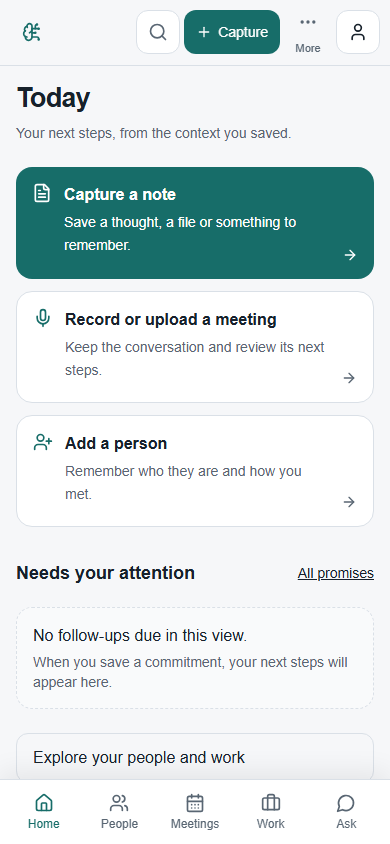 Capture
More
Today
Your next steps, from the context you saved.
Capture a note
Save a thought, a file or something to
remember.
Record or upload a meeting
Keep the conversation and review its next
steps.
Add a person
Remember who they are and how you
met.
Needs your attention
All promises
No follow-ups due in this view.
When you save a commitment, your next steps will
appear here.
Explore your people and work
Home
People
Meetings
Work
Ask